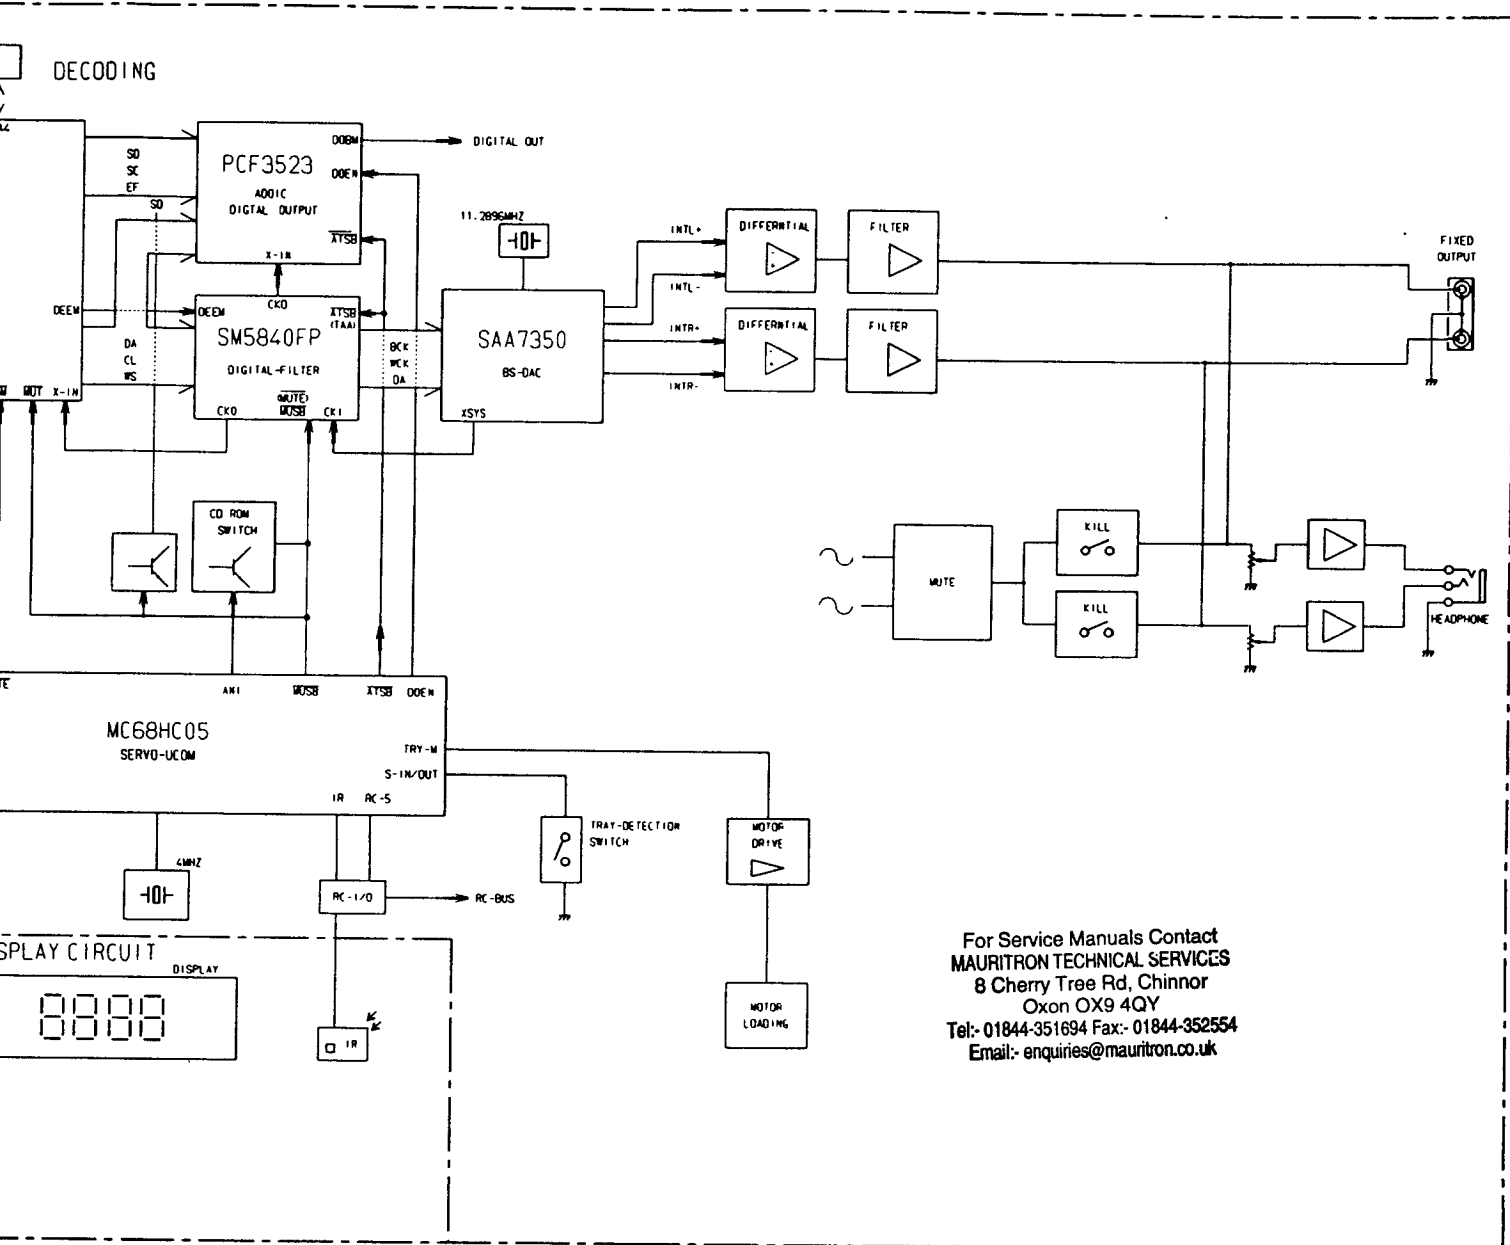 DECODING
A4
SD
SC
EF
SD
PCF3523
ADDIC
DIGTAL OUTPUT
DOBM
DOEN
ATSB
X-IN
DIGITAL OUT
DEEM
DA
CL
WS
MUT
X-IN
CKO
DEEM
ATSB
(TAA)
SM5840FP
DIGITAL-FILTER
(MUTE)
MUSB
CKO
CKI
BCK
WCK
DA
11.2896MHZ
SAA7350
BS-DAC
XSYS
INTL+
INTL-
INTR+
INTR-
DIFFERNTIAL
FILTER
DIFFERNTIAL
FILTER
FIXED
OUTPUT
CD ROM
SWITCH
MUTE
KILL
KILL
HEADPHONE
TE
AN1
MUSB
ATSB
DOEN
MC68HC05
SERVO-UCOM
TRY-M
S-IN/OUT
IR
RC-5
4MHZ
RC-I/O
RC-BUS
TRAY-DETECTION
SWITCH
MOTOR
DRIVE
MOTOR
LOADING
SPLAY CIRCUIT
DISPLAY
8888
IR
For Service Manuals Contact
MAURITRON TECHNICAL SERVICES
8 Cherry Tree Rd, Chinnor
Oxon OX9 4QY
Tel:- 01844-351694 Fax:- 01844-352554
Email:- enquiries@mauritron.co.uk